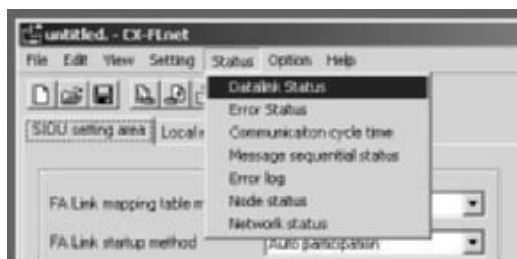 untitled. - CX-FLnet
File Edit View Setting Status Option Help
Datalink Status
Error Status
SIOU setting area Local
Communicaiton cycle time
Message sequential status
Error log
FA Link mapping table m
Node status
Network status
FA Link startup method Auto participation